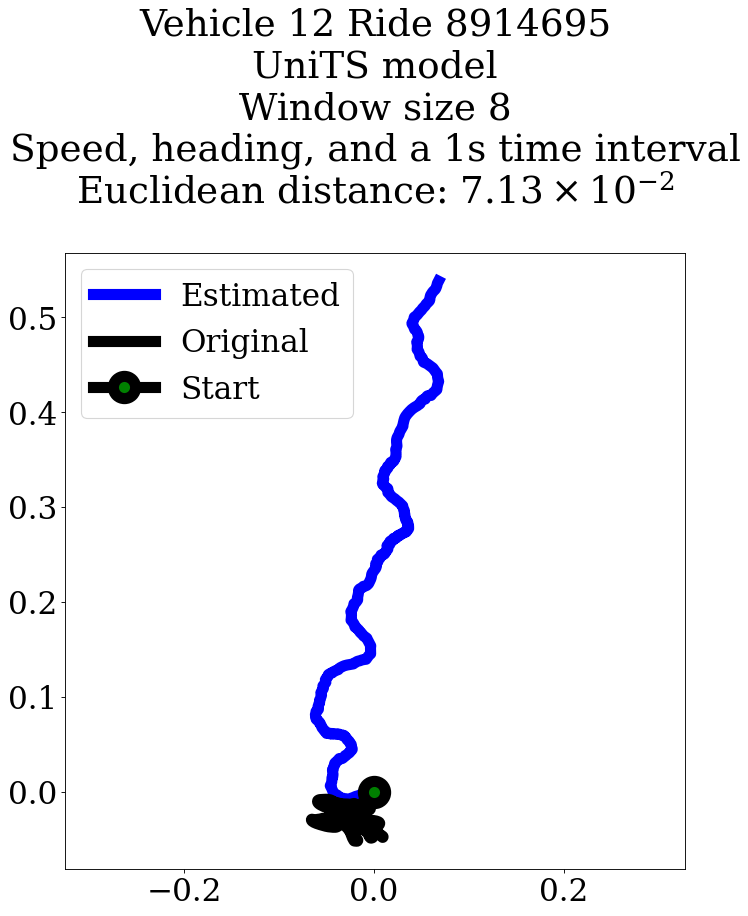 Vehicle 12 Ride 8914695
UniTS model
Window size 8
Speed, heading, and a 1s time interval
Euclidean distance: 7.13 × 10⁻²
Estimated
Original
Start
0.5
0.4
0.3
0.2
0.1
0.0
−0.2 0.0 0.2